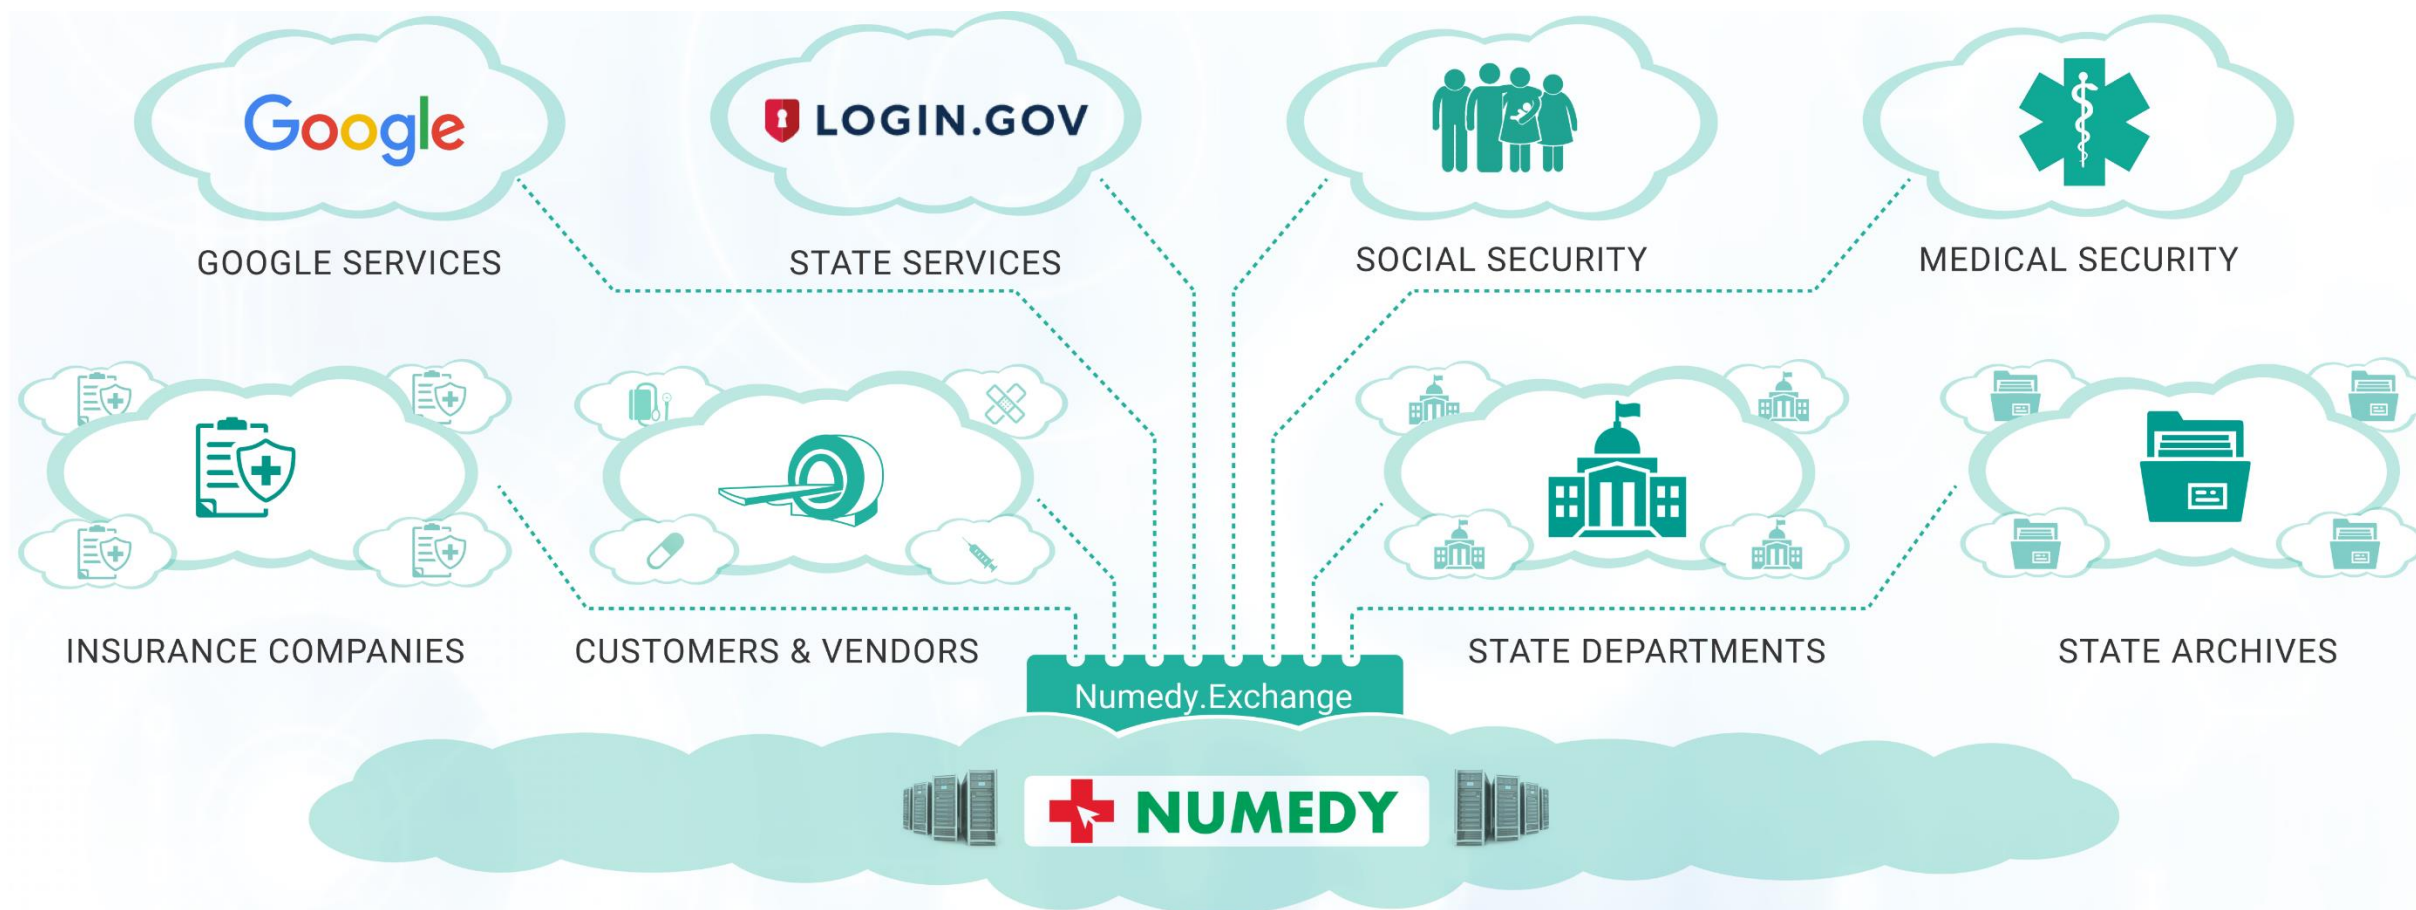 Google
LOGIN.GOV
GOOGLE SERVICES
STATE SERVICES
SOCIAL SECURITY
MEDICAL SECURITY
INSURANCE COMPANIES
CUSTOMERS & VENDORS
STATE DEPARTMENTS
STATE ARCHIVES
Numedy.Exchange
NUMEDY